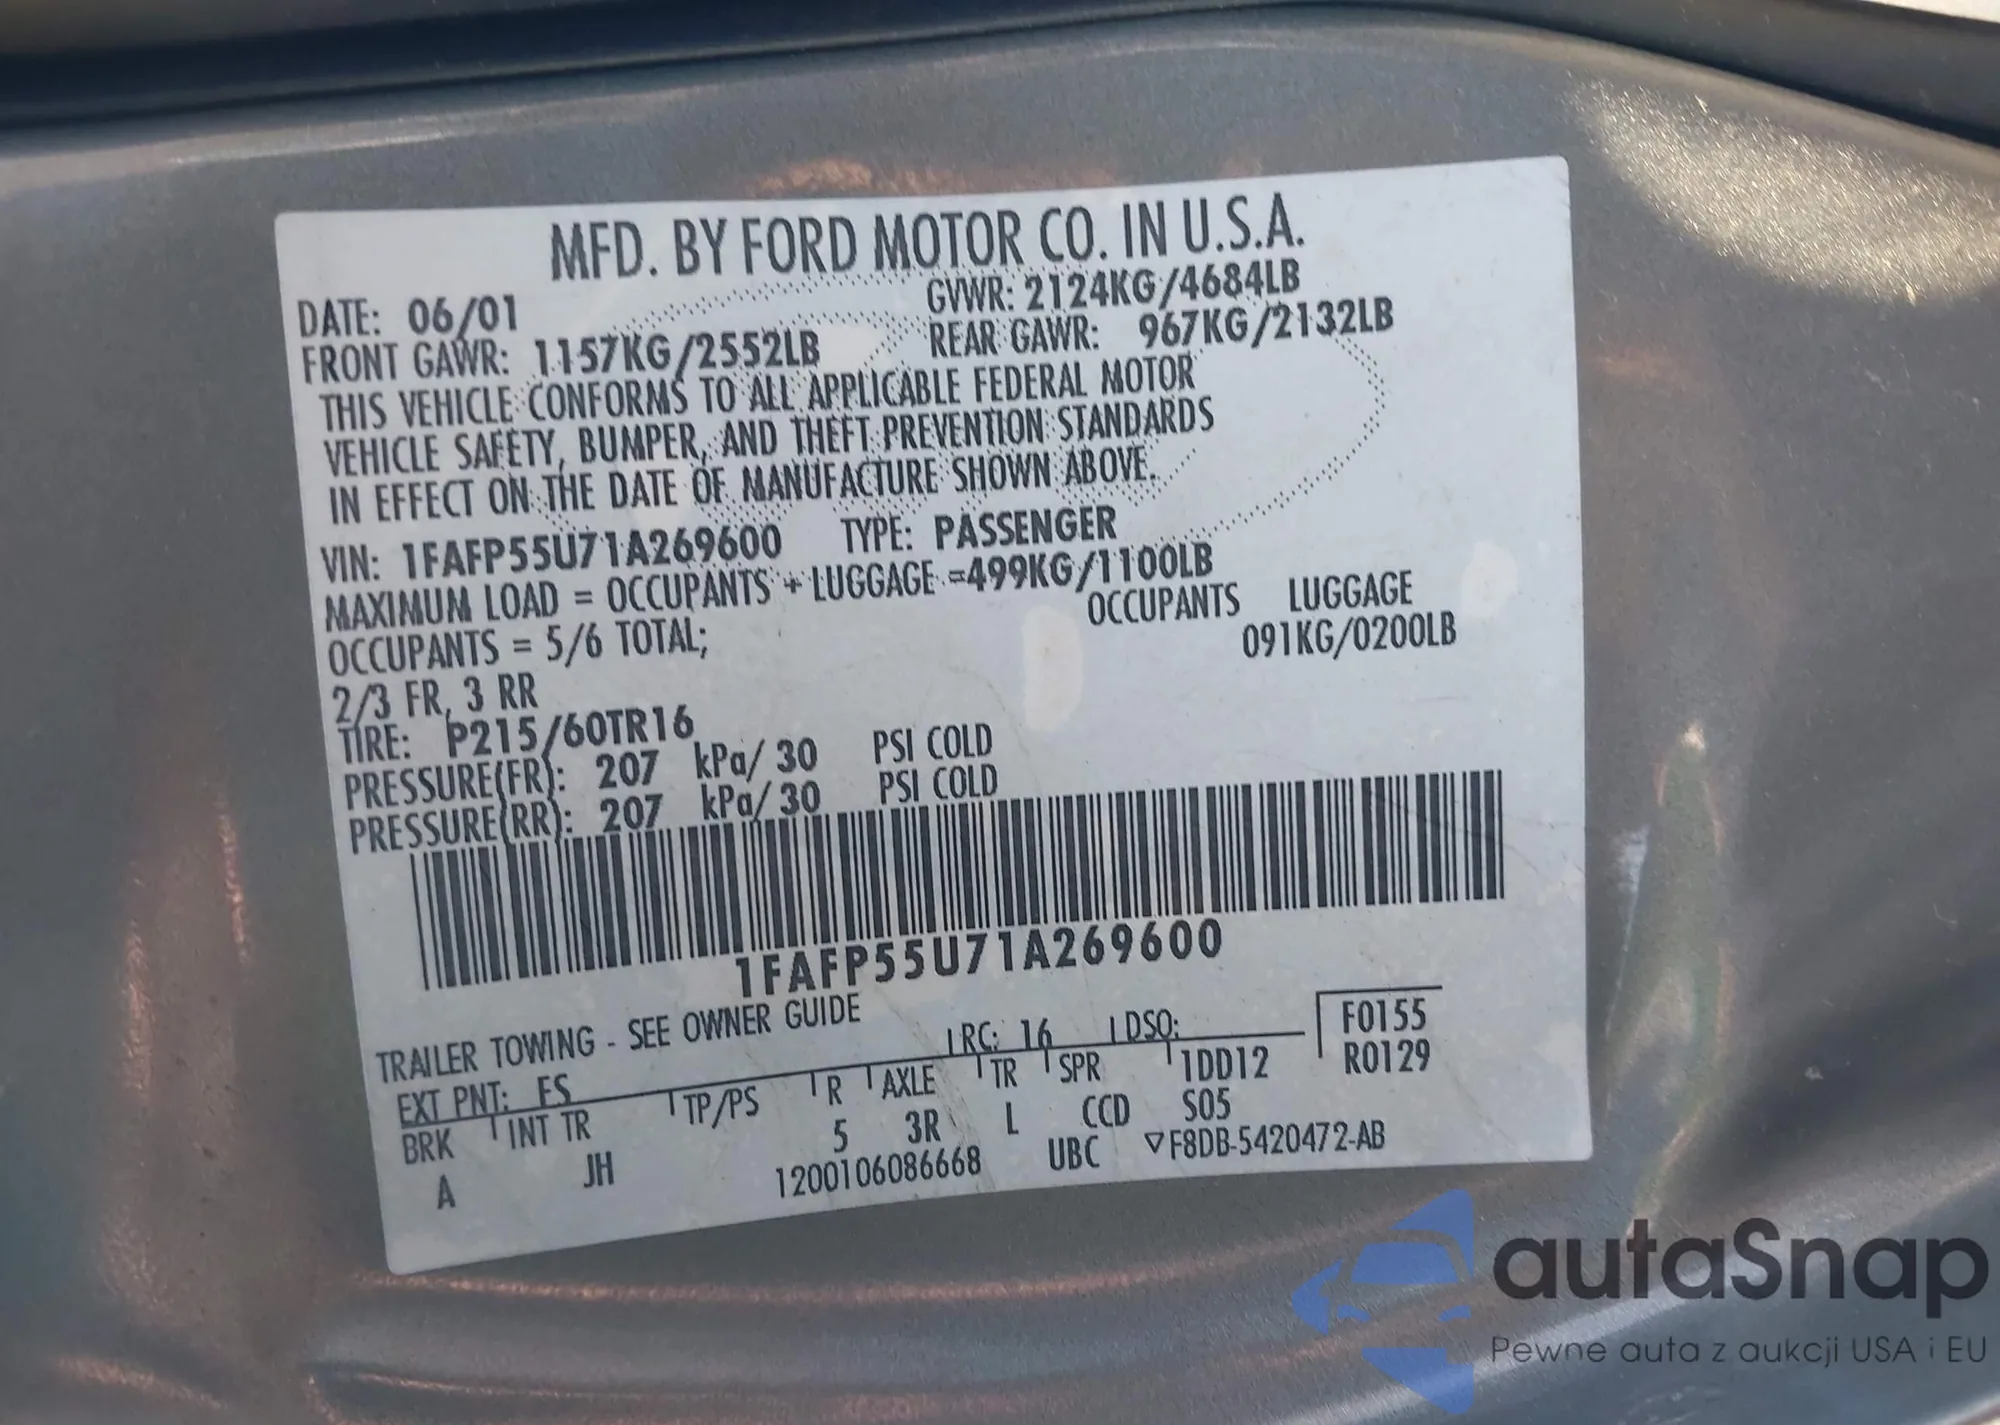 MFD. BY FORD MOTOR CO. IN U.S.A.
DATE: 06/01 GVWR: 2124KG/4684LB
FRONT GAWR: 1157KG/2552LB REAR GAWR: 967KG/2132LB
THIS VEHICLE CONFORMS TO ALL APPLICABLE FEDERAL MOTOR
VEHICLE SAFETY, BUMPER, AND THEFT PREVENTION STANDARDS
IN EFFECT ON THE DATE OF MANUFACTURE SHOWN ABOVE.
VIN: 1FAFP55U71A269600 TYPE: PASSENGER
MAXIMUM LOAD = OCCUPANTS + LUGGAGE =499KG/1100LB
OCCUPANTS = 5/6 TOTAL; OCCUPANTS LUGGAGE
2/3 FR, 3 RR 091KG/0200LB
TIRE: P215/60TR16
PRESSURE(FR): 207 kPa/ 30 PSI COLD
PRESSURE(RR): 207 kPa/ 30 PSI COLD
1FAFP55U71A269600
TRAILER TOWING - SEE OWNER GUIDE
EXT PNT: FS RC: 16 DSO: F0155
BRK INT TR TP/PS R AXLE TR SPR 1DD12 R0129
A JH 5 3R L CCD S05
1200106086668 UBC ▽F8DB-5420472-AB
autaSnap
Pewne auta z aukcji USA i EU